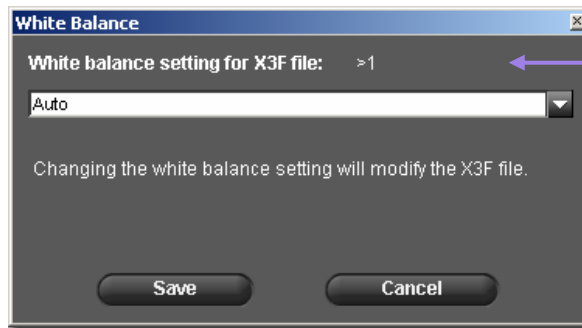 White Balance
White balance setting for X3F file: >1
Auto
Changing the white balance setting will modify the X3F file.
Save Cancel